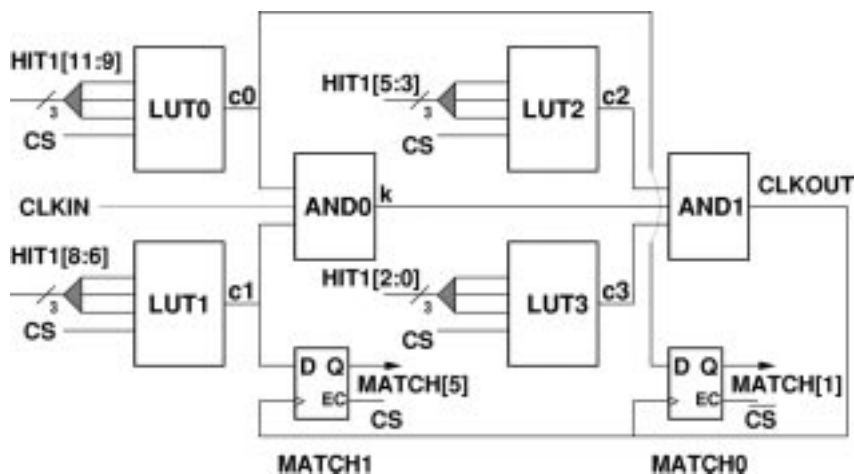 HIT1[11:9]
3
CS
LUT0
c0
HIT1[5:3]
3
CS
LUT2
c2
CLKIN
AND0
k
AND1
CLKOUT
HIT1[8:6]
3
CS
LUT1
c1
HIT1[2:0]
3
CS
LUT3
c3
D Q
EC
MATCH[5]
CS
D Q
EC
MATCH[1]
CS
MATCH1
MATCH0